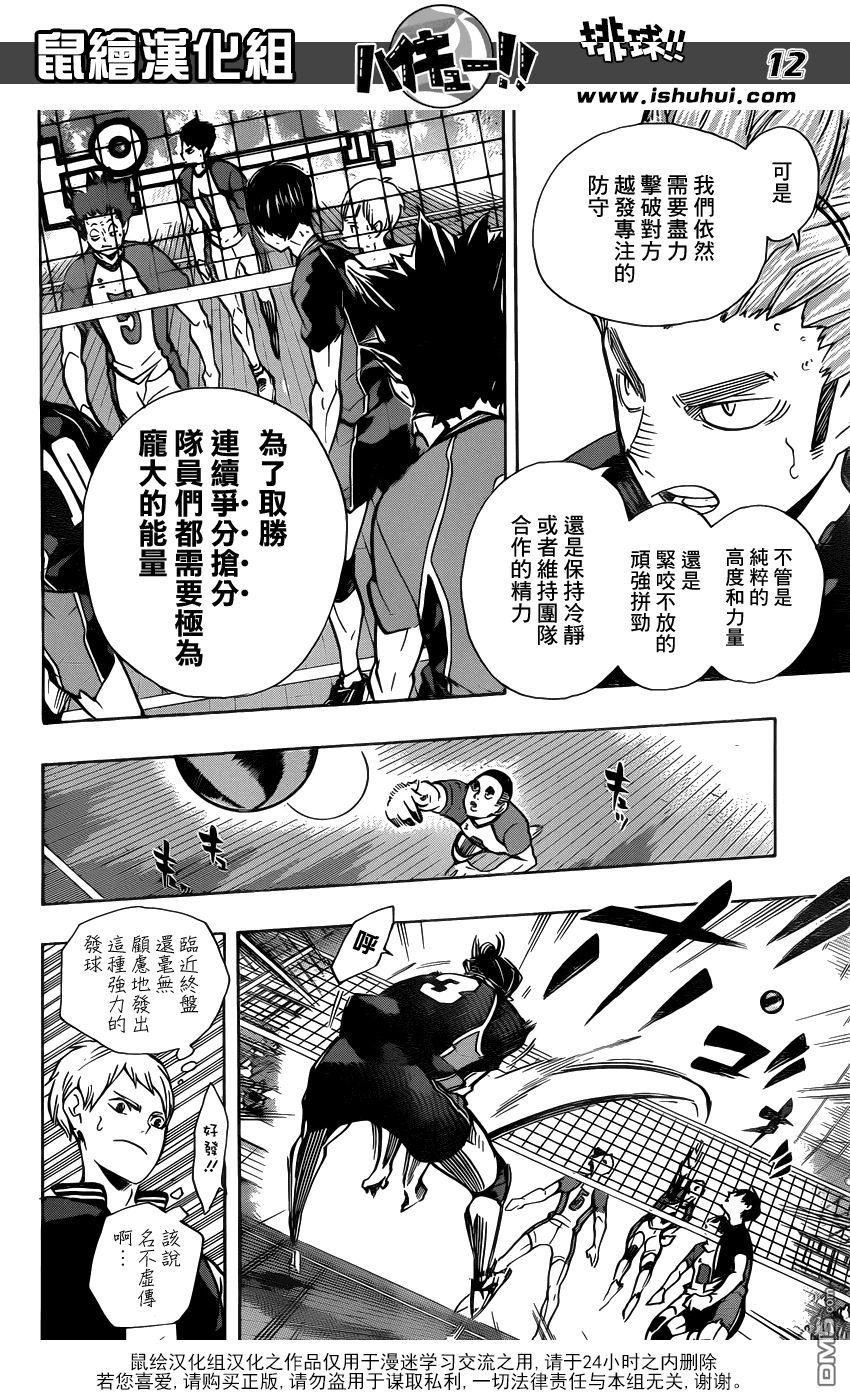 鼠繪漢化組
ハイキュー!!
排球!!
12
www.ishuhui.com
可是
我們依然
需要盡力
擊破對方
越發專注的
防守
不管是
純粹的
高度和力量
還是
緊咬不放的
頑強拼勁
還是保持冷靜
或者維持團隊
合作的精力
為了取勝
連續爭分搶分
隊員們都需要極為
龐大的能量
5
キュッ
キュッ
呼
5
5
臨近終盤
還毫無
顧慮地發出
這種強力的
發球
好發!!
該說
名不虛傳
啊…
DM5.com
鼠绘汉化组汉化之作品仅用于漫迷学习交流之用, 请于24小时之内删除
若您喜爱, 请购买正版, 请勿盗用于谋取私利, 一切法律责任与本组无关, 谢谢。